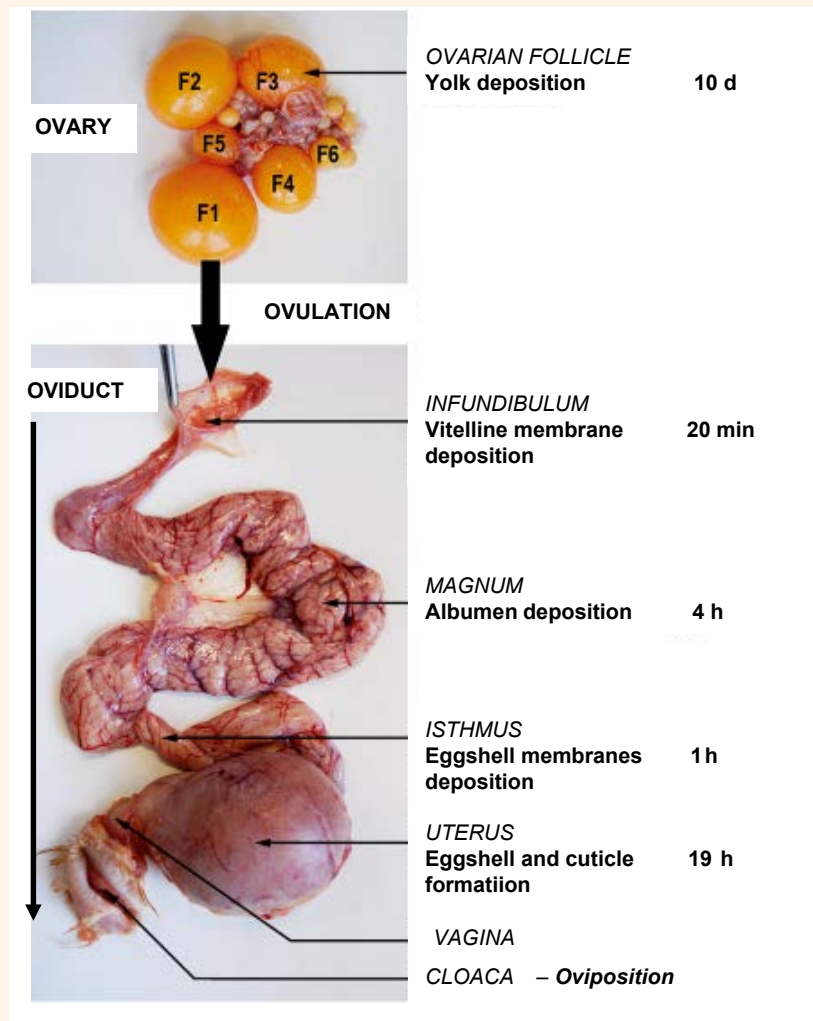 OVARY
F2
F3
F5
F6
F4
F1
OVARIAN FOLLICLE
Yolk deposition 10 d
OVULATION
OVIDUCT
INFUNDIBULUM
Vitelline membrane 20 min
deposition
MAGNUM
Albumen deposition 4 h
ISTHMUS
Eggshell membranes 1h
deposition
UTERUS
Eggshell and cuticle 19 h
formatiion
VAGINA
CLOACA – Oviposition